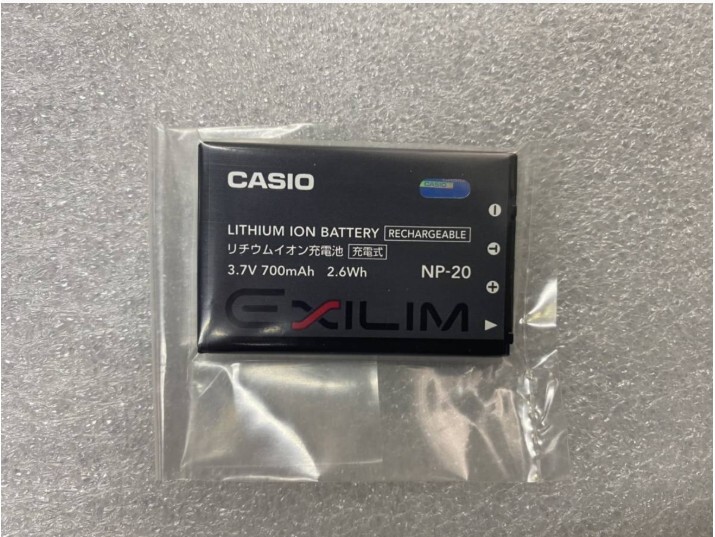 CASIO
CASIO
LITHIUM ION BATTERY RECHARGEABLE
リチウムイオン充電池 充電式
3.7V 700mAh 2.6Wh NP-20
EXILIM
T